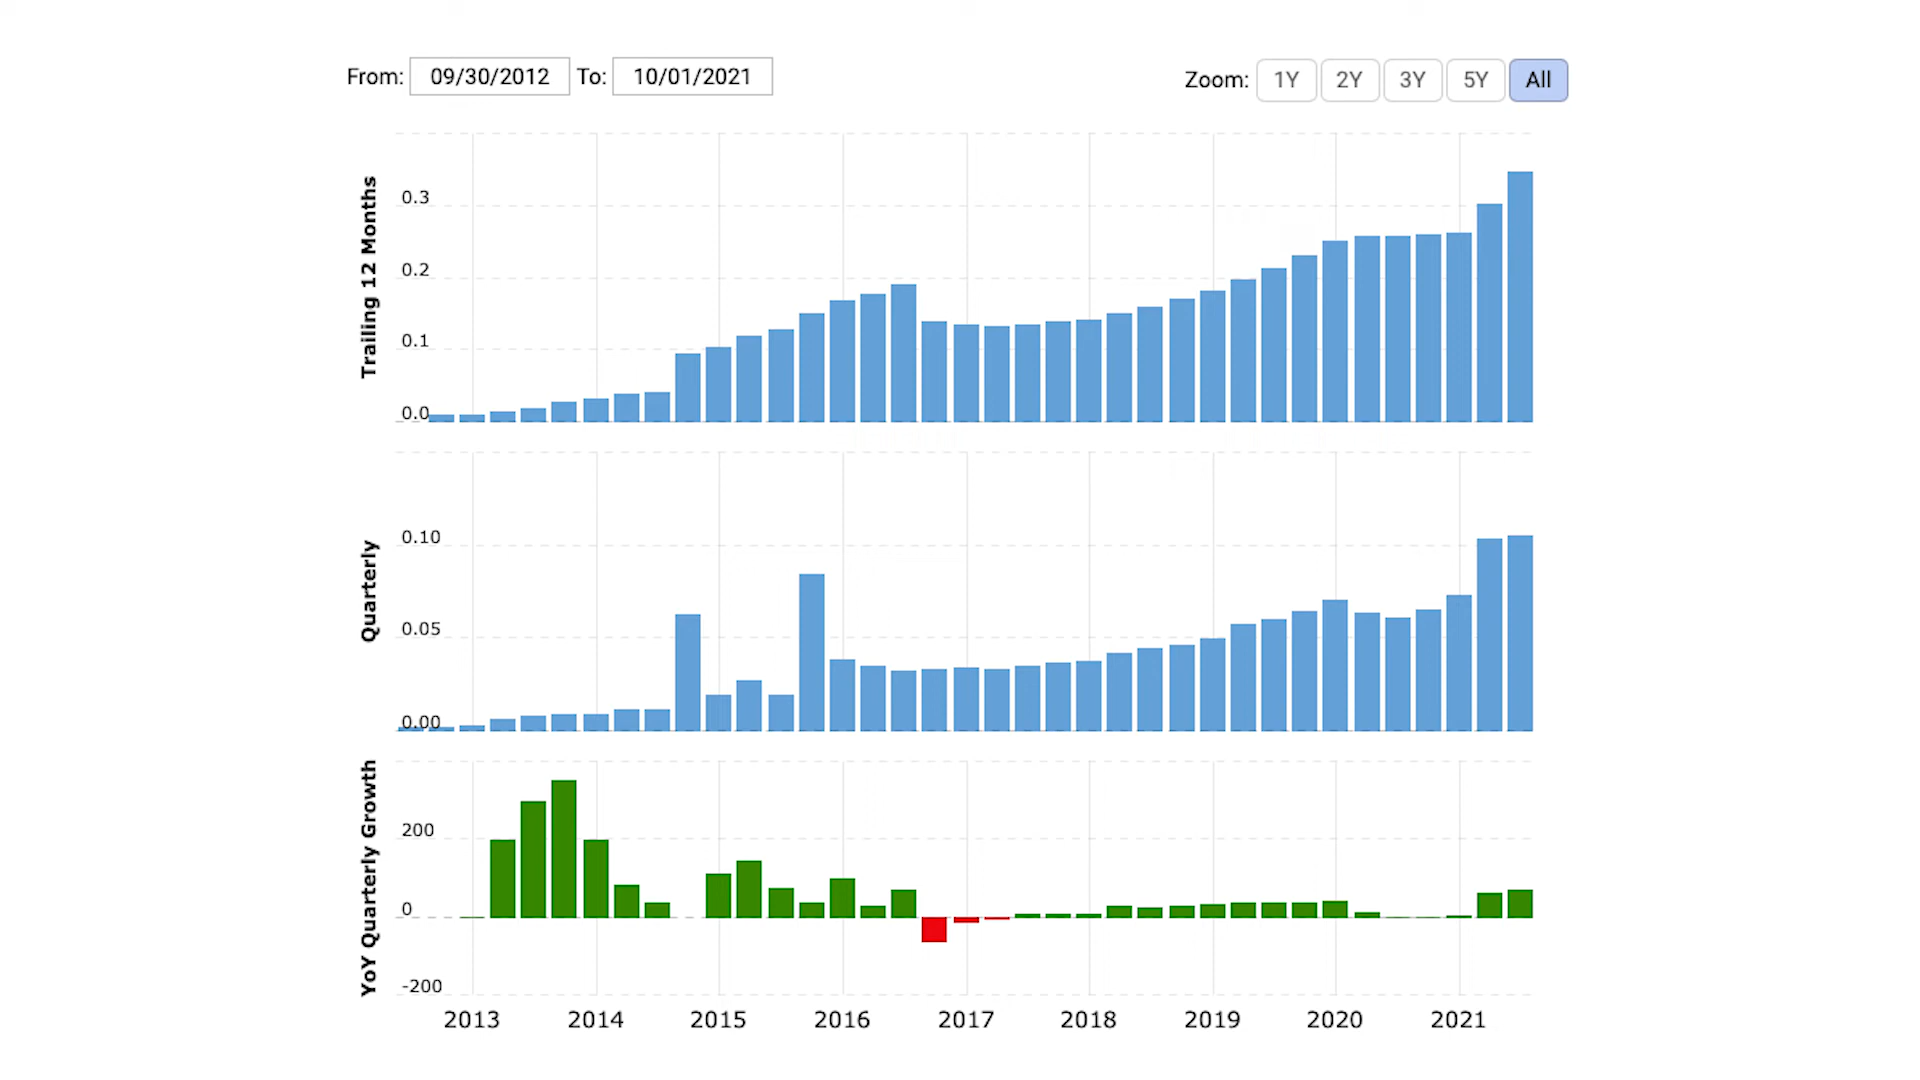 From: 09/30/2012 To: 10/01/2021
Zoom: 1Y 2Y 3Y 5Y All
Trailing 12 Months
0.3
0.2
0.1
0.0
Quarterly
0.10
0.05
0.00
YoY Quarterly Growth
200
0
-200
2013 2014 2015 2016 2017 2018 2019 2020 2021